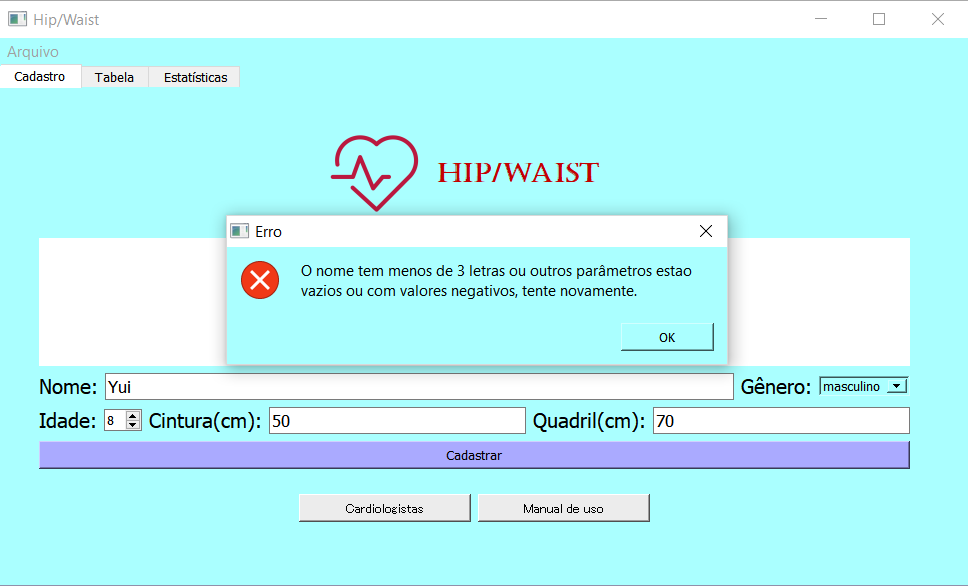 Hip/Waist
Arquivo
Cadastro Tabela Estatísticas
HIP/WAIST
Erro
O nome tem menos de 3 letras ou outros parâmetros estao
vazios ou com valores negativos, tente novamente.
OK
Nome: Yui Gênero: masculino
Idade: 8 Cintura(cm): 50 Quadril(cm): 70
Cadastrar
Cardiologistas Manual de uso